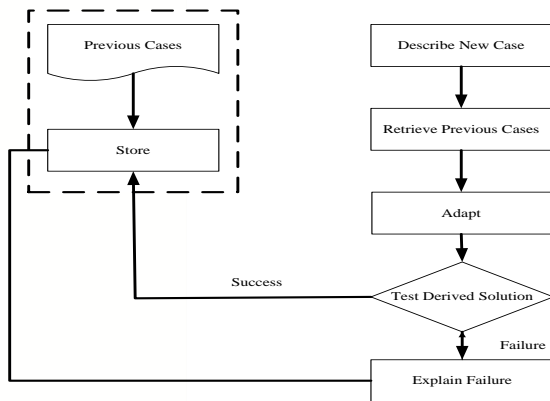 Previous Cases
Store
Describe New Case
Retrieve Previous Cases
Adapt
Test Derived Solution
Success
Failure
Explain Failure